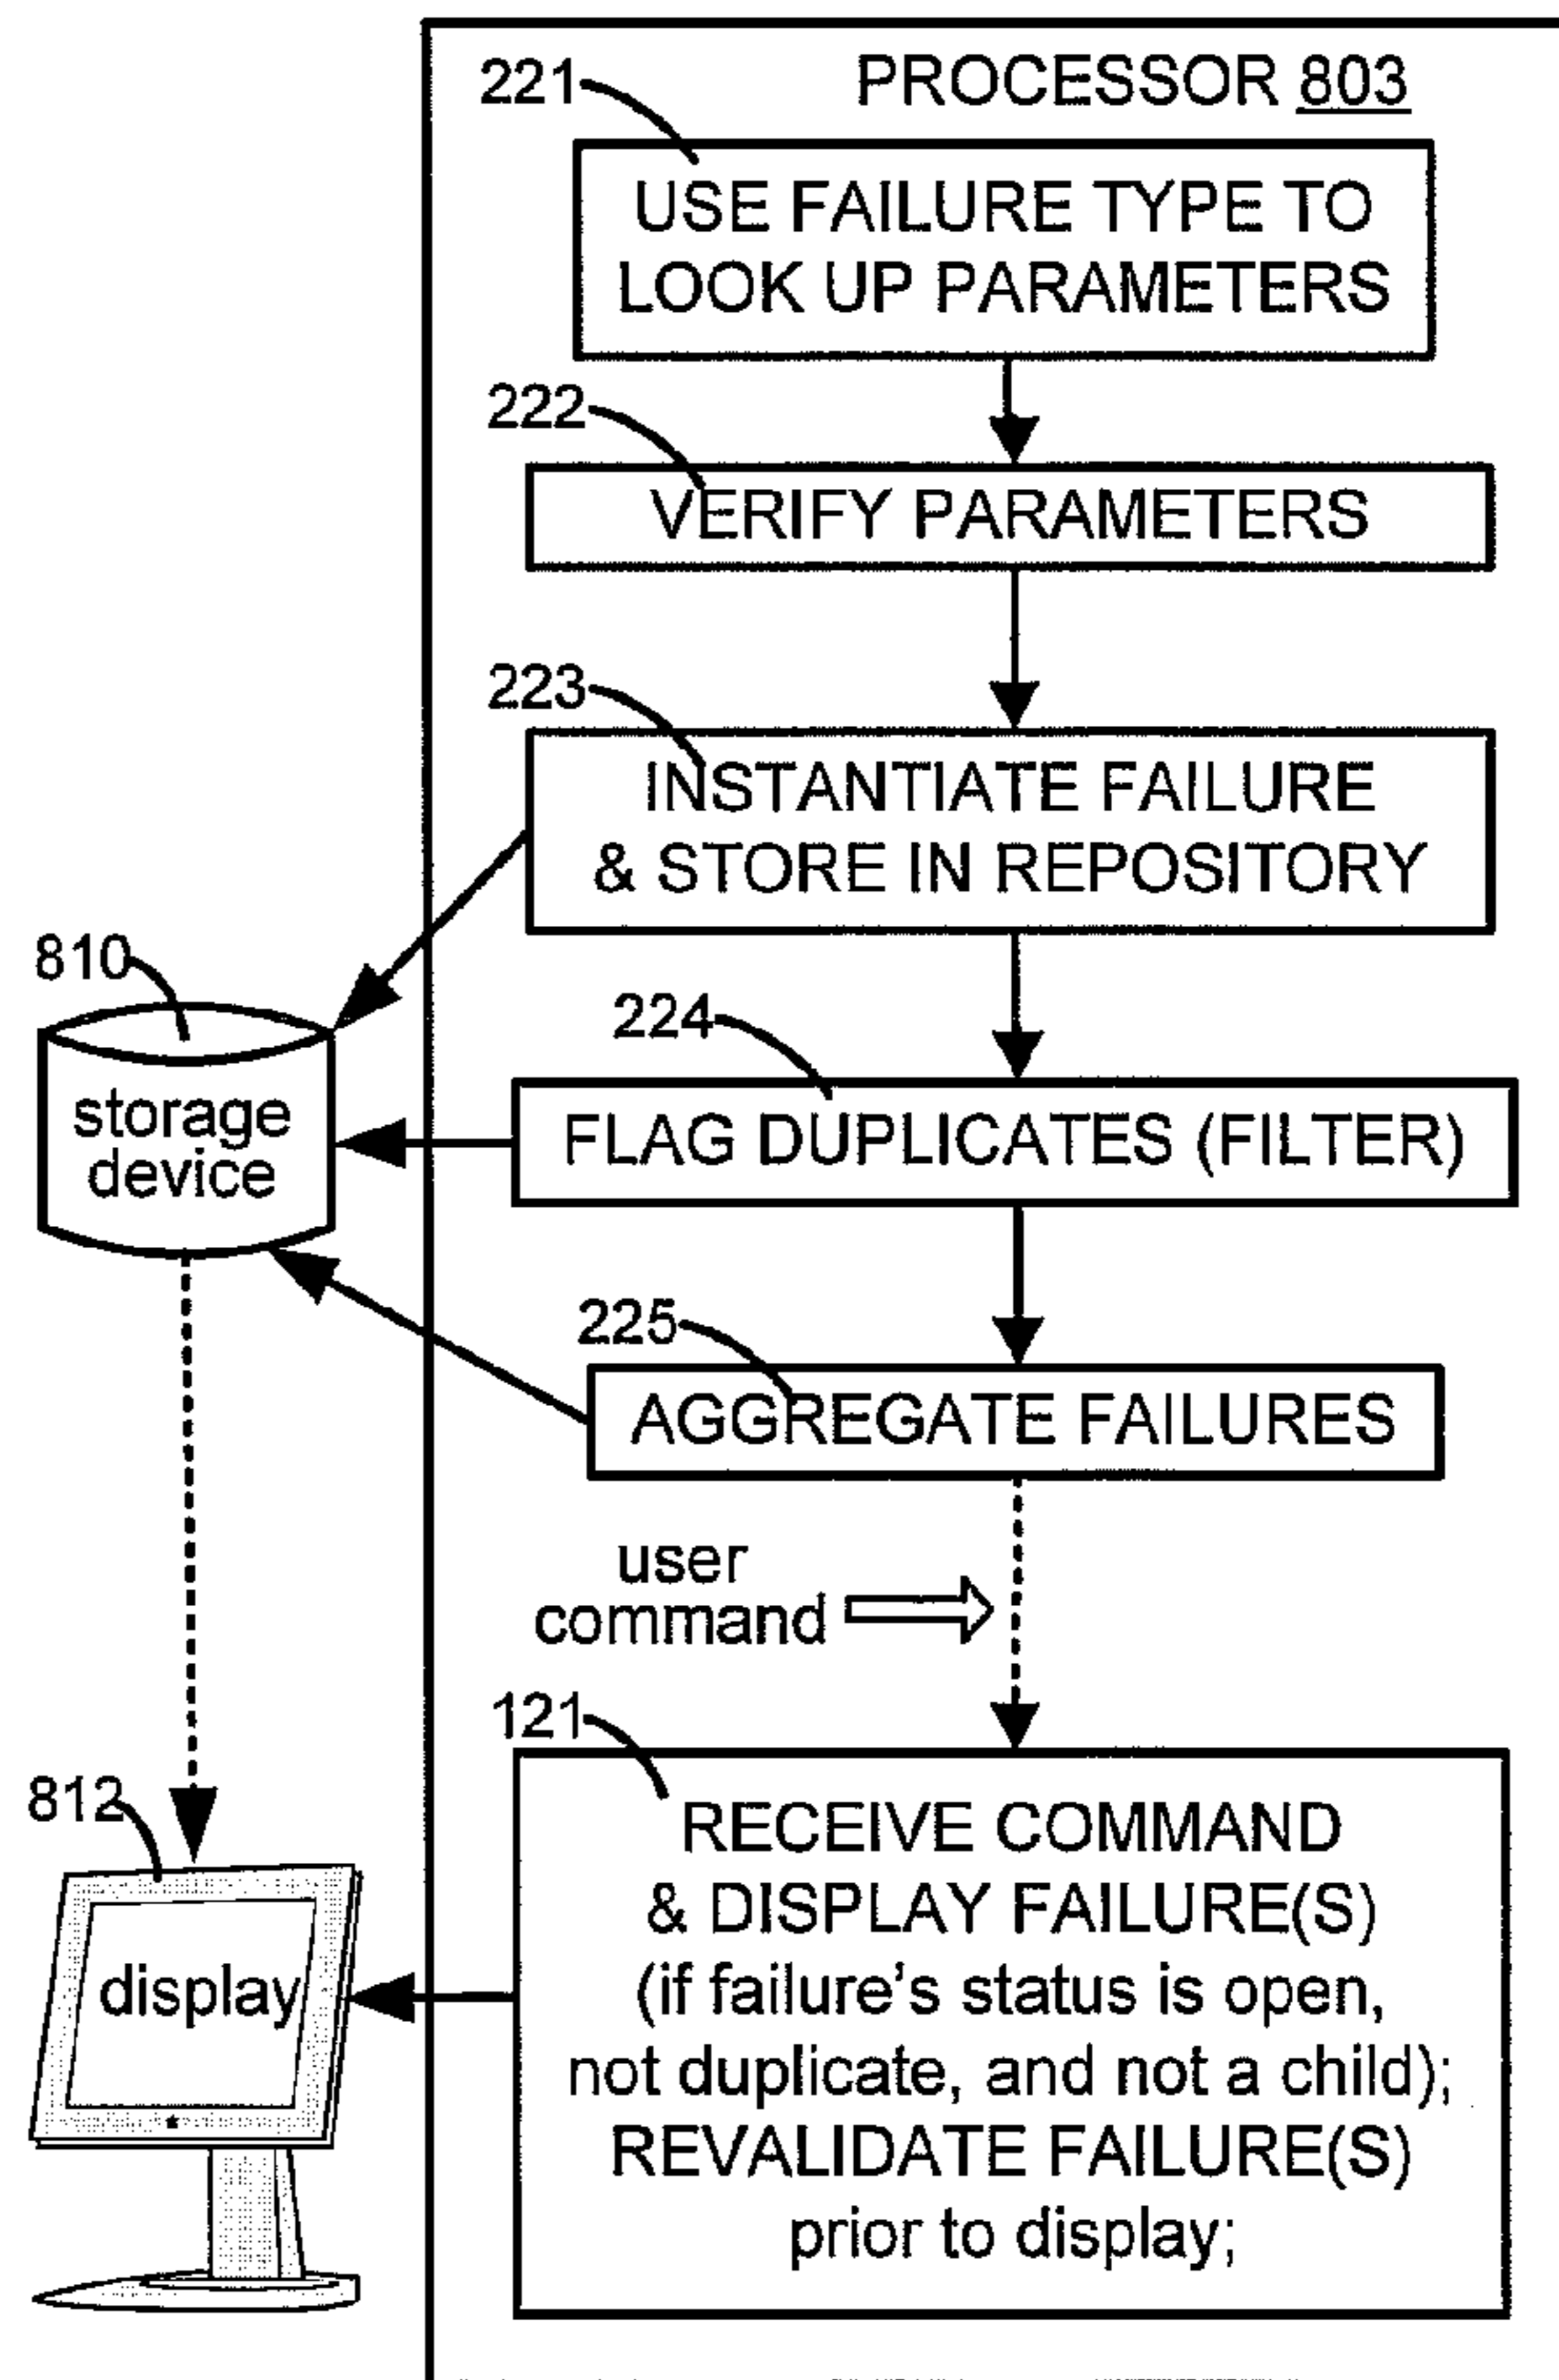 PROCESSOR 803
221
USE FAILURE TYPE TO
LOOK UP PARAMETERS
222
VERIFY PARAMETERS
223
INSTANTIATE FAILURE
& STORE IN REPOSITORY
810
storage
device
224
FLAG DUPLICATES (FILTER)
225
AGGREGATE FAILURES
user
command
121
RECEIVE COMMAND
& DISPLAY FAILURE(S)
(if failure's status is open,
not duplicate, and not a child);
REVALIDATE FAILURE(S)
prior to display;
812
display